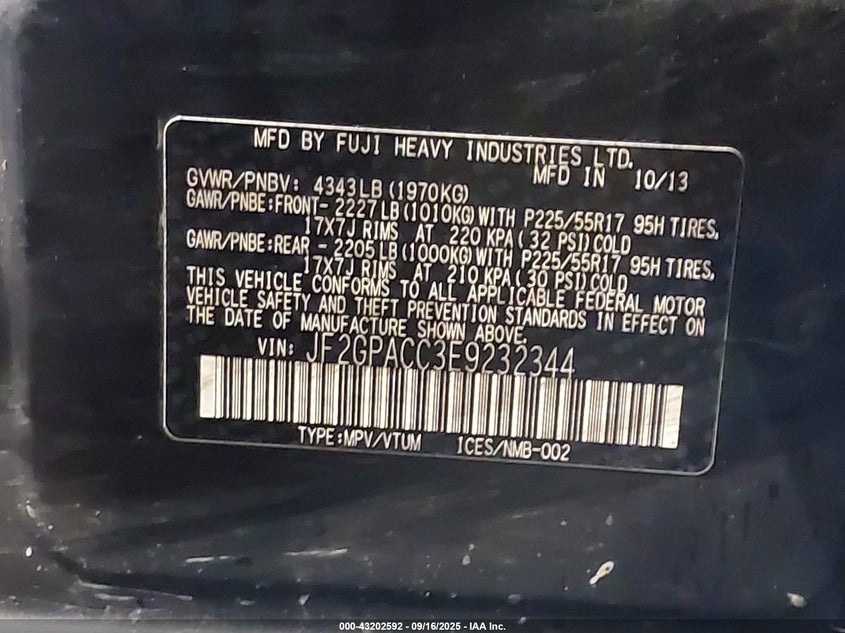 MFD BY FUJI HEAVY INDUSTRIES LTD.
MFD IN 10/13
GVWR/PNBV: 4343LB (1970KG)
GAWR/PNBE:FRONT- 2227LB (1010KG) WITH P225/55R17 95H TIRES,
17X7J RIMS AT 220 KPA ( 32 PSI) COLD
GAWR/PNBE:REAR - 2205LB (1000KG) WITH P225/55R17 95H TIRES,
17X7J RIMS AT 210 KPA ( 30 PSI) COLD
THIS VEHICLE CONFORMS TO ALL APPLICABLE FEDERAL MOTOR
VEHICLE SAFETY AND THEFT PREVENTION STANDARDS IN EFFECT ON
THE DATE OF MANUFACTURE SHOWN ABOVE.
VIN: JF2GPACC3E9232344
TYPE:MPV/VTUM ICES/NMB-002
000-43202592 - 09/16/2025 - IAA Inc.